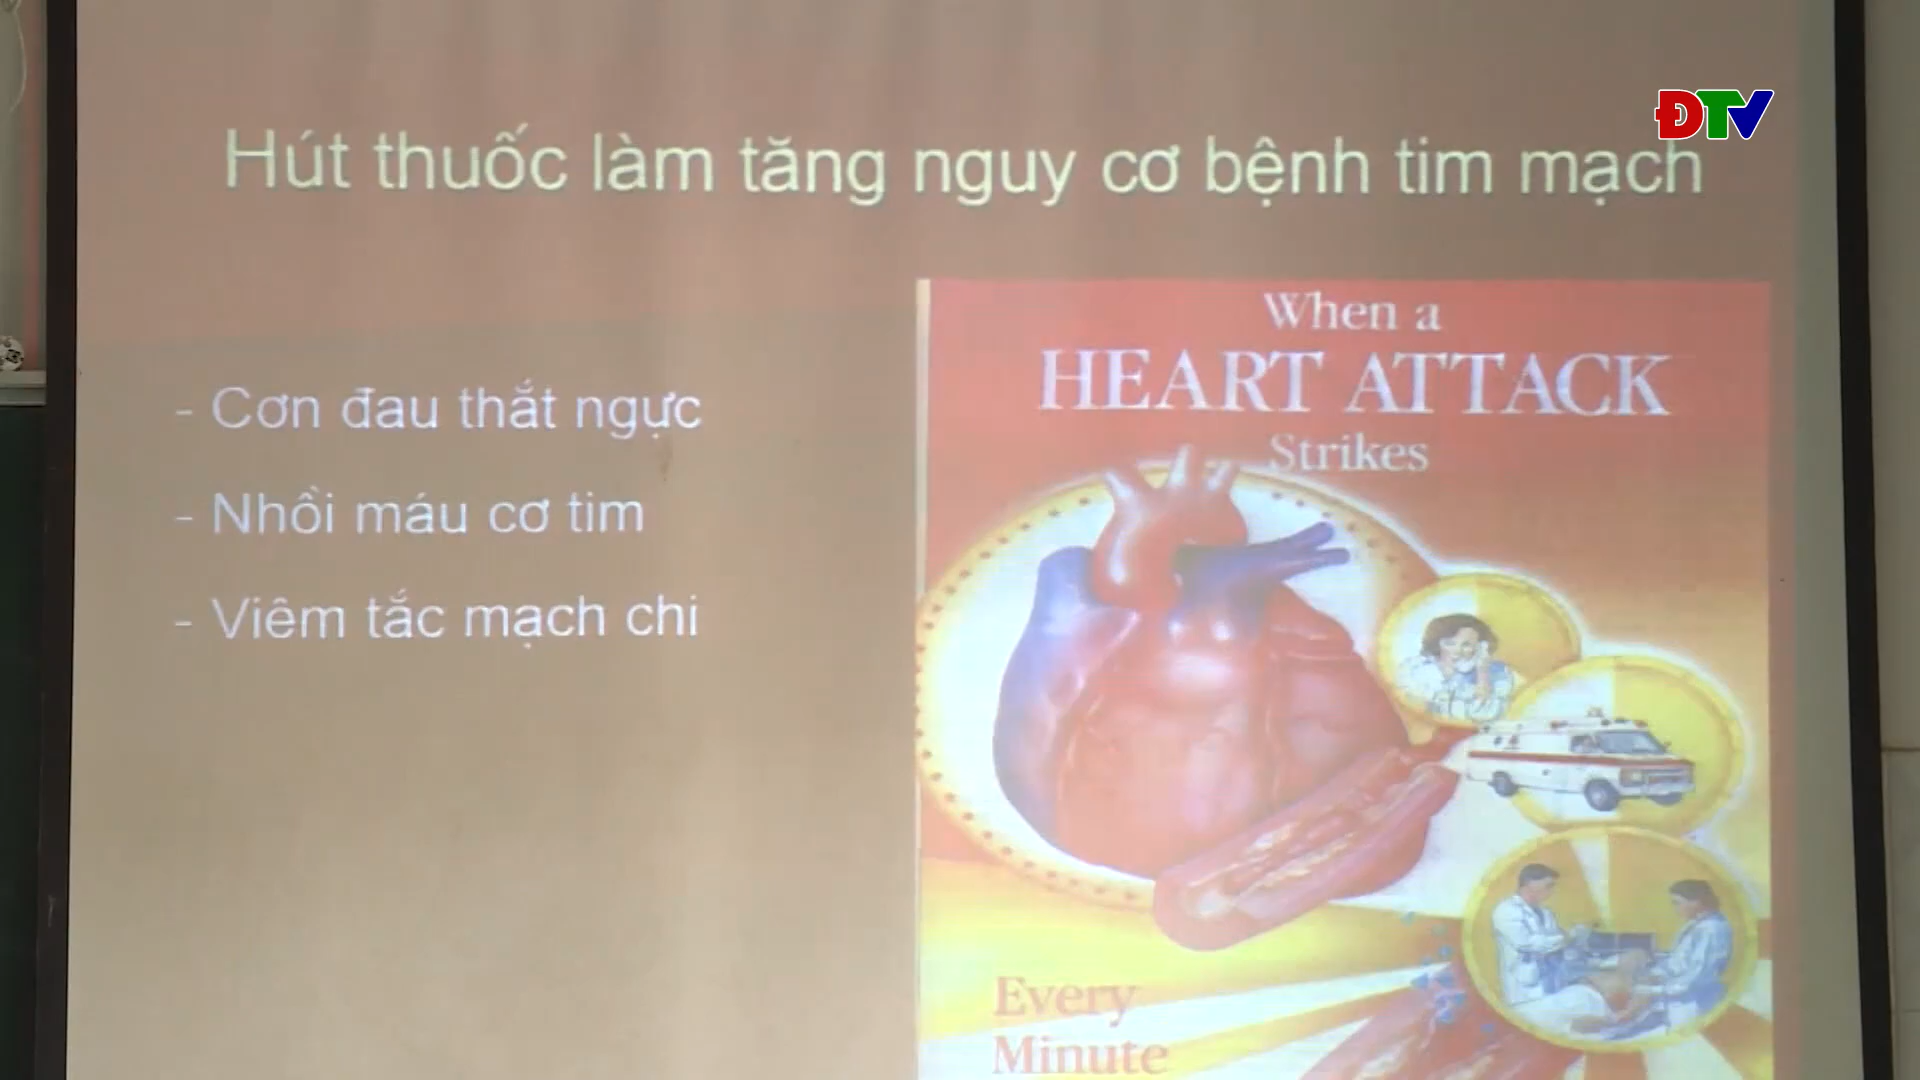 ĐTV
Hút thuốc làm tăng nguy cơ bệnh tim mạch
- Cơn đau thắt ngực
- Nhồi máu cơ tim
- Viêm tắc mạch chi
When a
HEART ATTACK
Strikes
Every
Minute